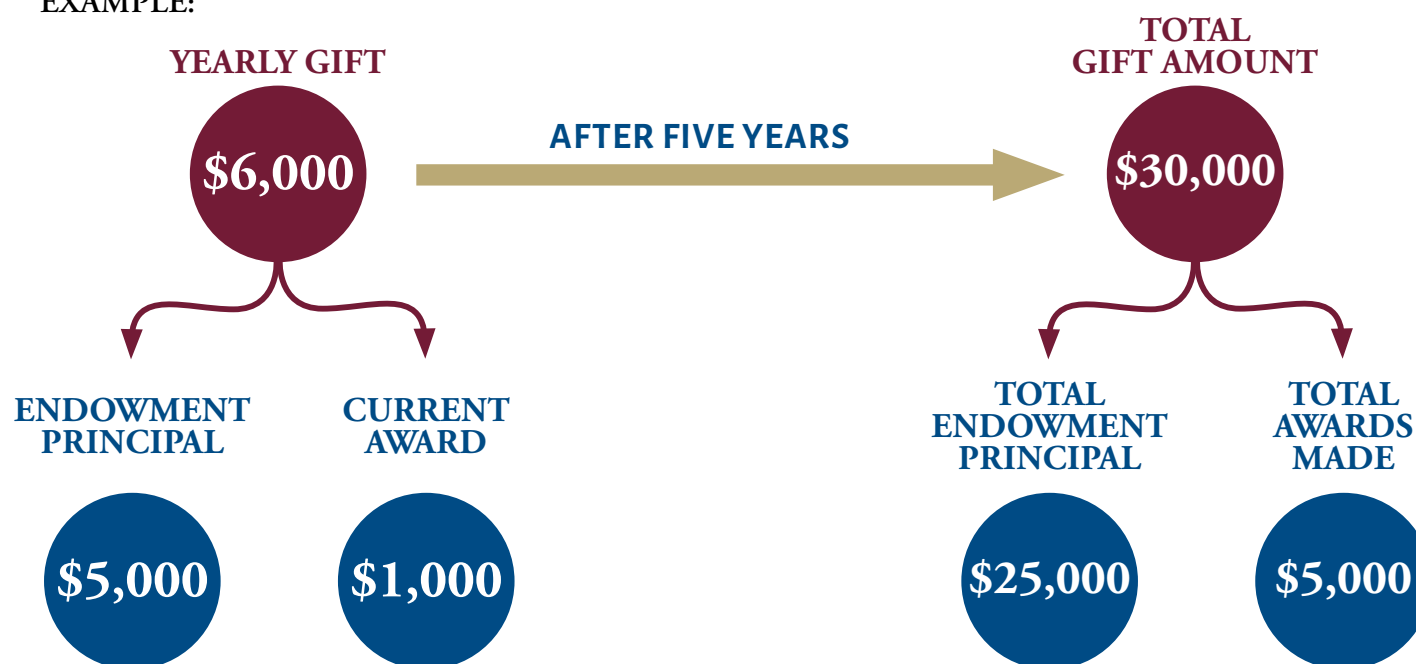 EXAMPLE:
YEARLY GIFT
$6,000
AFTER FIVE YEARS
TOTAL
GIFT AMOUNT
$30,000
ENDOWMENT
PRINCIPAL
$5,000
CURRENT
AWARD
$1,000
TOTAL
ENDOWMENT
PRINCIPAL
$25,000
TOTAL
AWARDS
MADE
$5,000